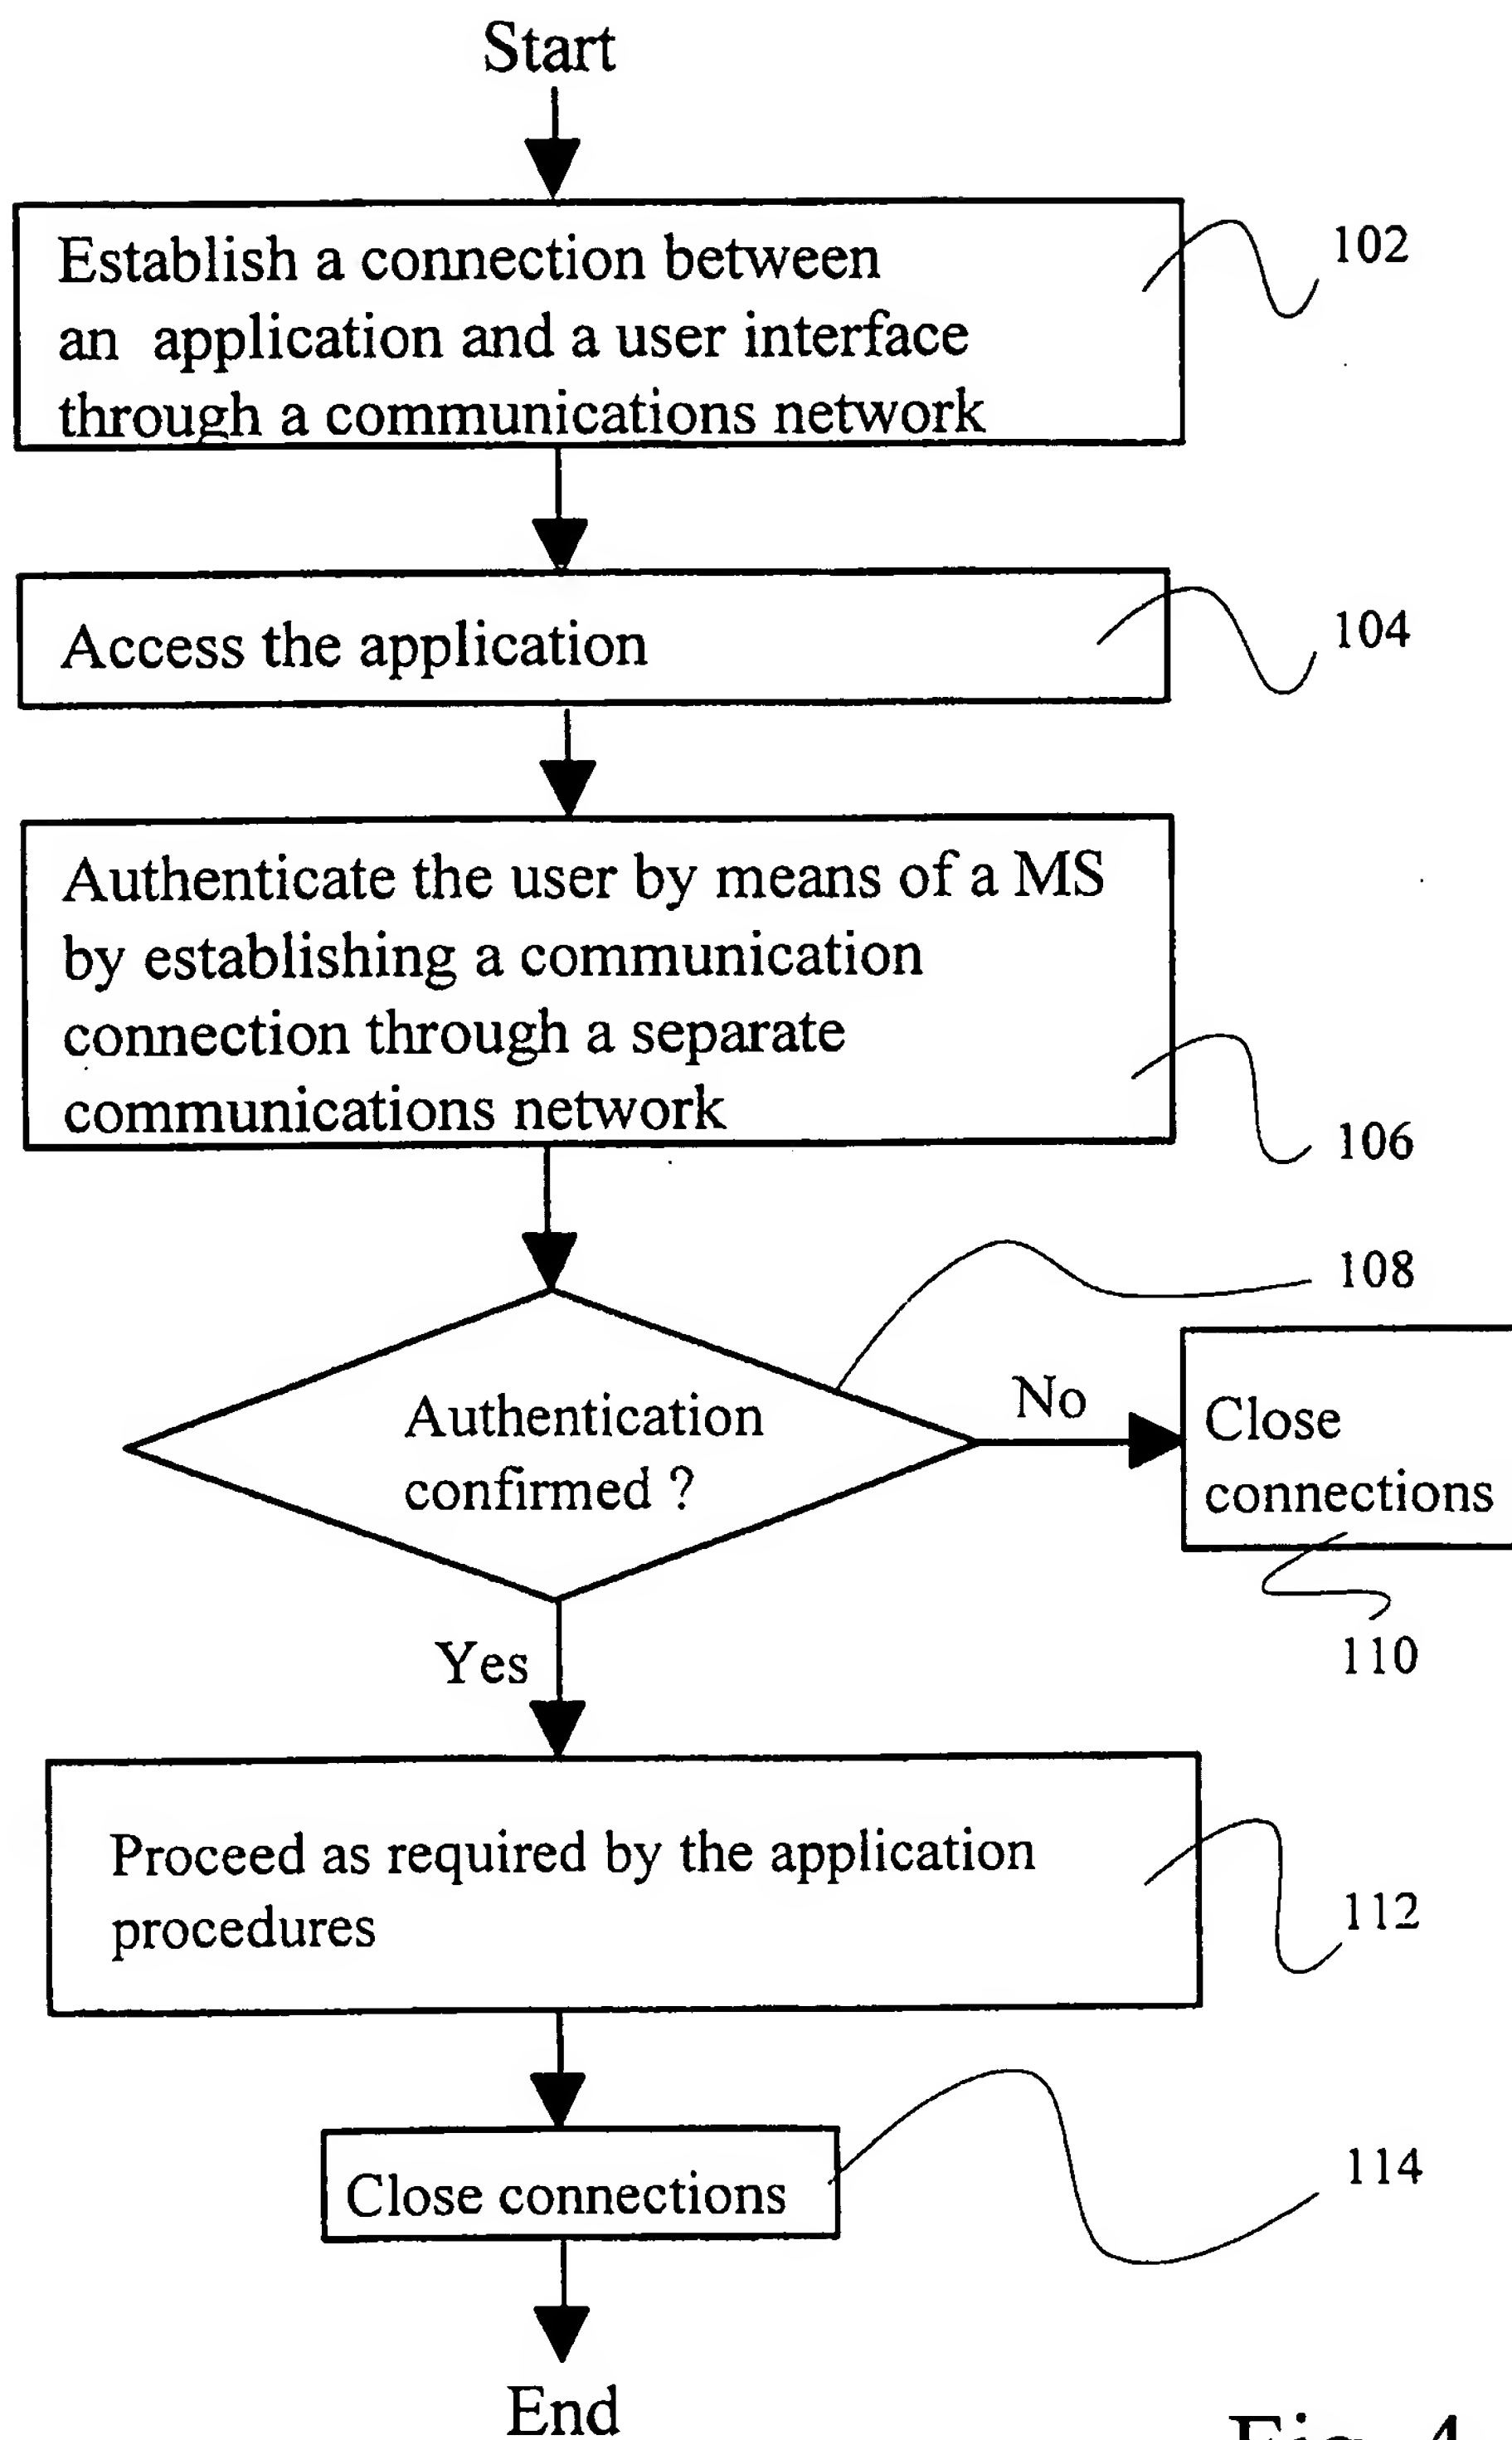 Start
Establish a connection between
an application and a user interface
through a communications network
102
Access the application
104
Authenticate the user by means of a MS
by establishing a communication
connection through a separate
communications network
106
108
Authentication
confirmed ?
No
Close
connections
110
Yes
Proceed as required by the application
procedures
112
Close connections
114
End
Fig. 4